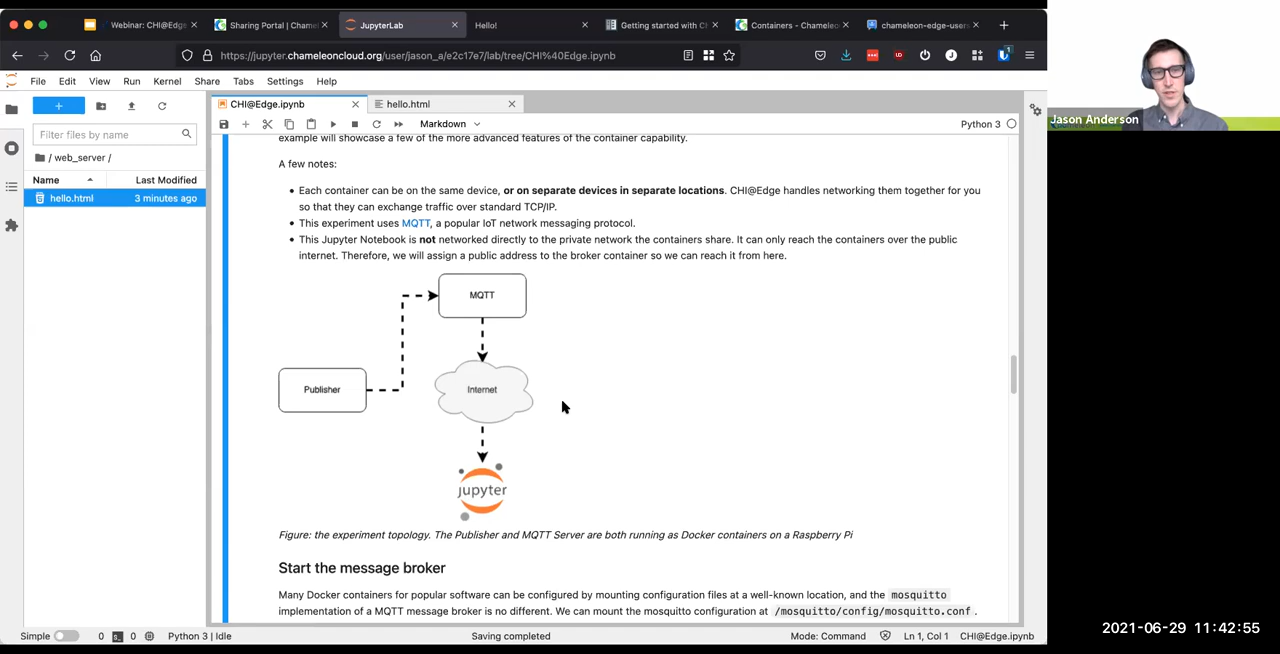 Webinar: CHI@Edge
Sharing Portal | Chamel
JupyterLab
Hello!
Getting started with C
Containers - Chameleo
chameleon-edge-users
https://jupyter.chameleoncloud.org/user/jason_a/e2c17e7/lab/tree/CHI%40Edge.ipynb
File Edit View Run Kernel Share Tabs Settings Help
CHI@Edge.ipynb
hello.html
Markdown
Python 3
Filter files by name
/ web_server /
Name
Last Modified
hello.html
3 minutes ago
example will showcase a few of the more advanced features of the container capability.
A few notes:
Each container can be on the same device, or on separate devices in separate locations. CHI@Edge handles networking them together for you
so that they can exchange traffic over standard TCP/IP.
This experiment uses MQTT, a popular IoT network messaging protocol.
This Jupyter Notebook is not networked directly to the private network the containers share. It can only reach the containers over the public
internet. Therefore, we will assign a public address to the broker container so we can reach it from here.
MQTT
Publisher
Internet
jupyter
Figure: the experiment topology. The Publisher and MQTT Server are both running as Docker containers on a Raspberry Pi
Start the message broker
Many Docker containers for popular software can be configured by mounting configuration files at a well-known location, and the mosquitto
implementation of a MQTT message broker is no different. We can mount the mosquitto configuration at /mosquitto/config/mosquitto.conf .
Simple
0
0
Python 3 | Idle
Saving completed
Mode: Command
Ln 1, Col 1
CHI@Edge.ipynb
Jason Anderson
2021-06-29 11:42:55